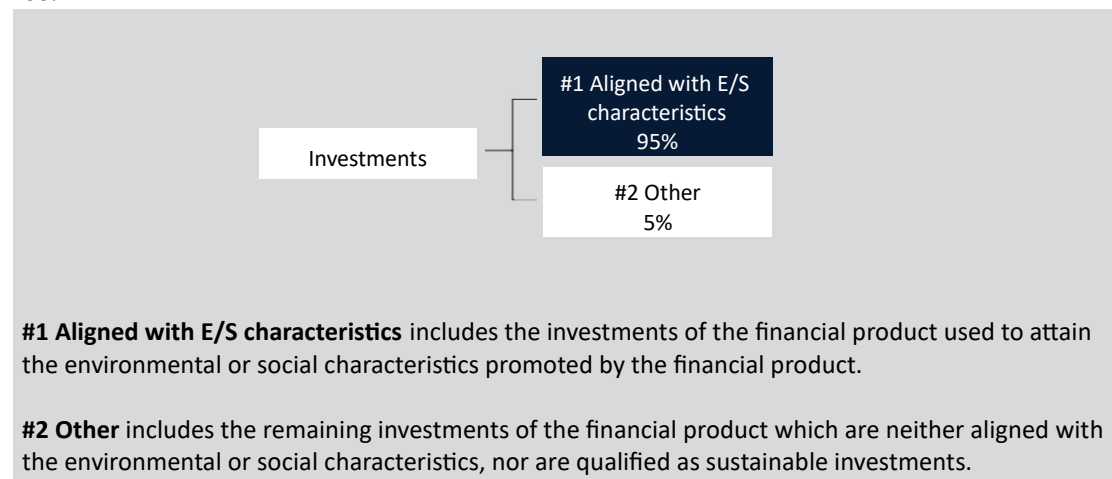 #1 Aligned with E/S
characteristics
95%
Investments
#2 Other
5%
#1 Aligned with E/S characteristics includes the investments of the financial product used to attain
the environmental or social characteristics promoted by the financial product.
#2 Other includes the remaining investments of the financial product which are neither aligned with
the environmental or social characteristics, nor are qualified as sustainable investments.